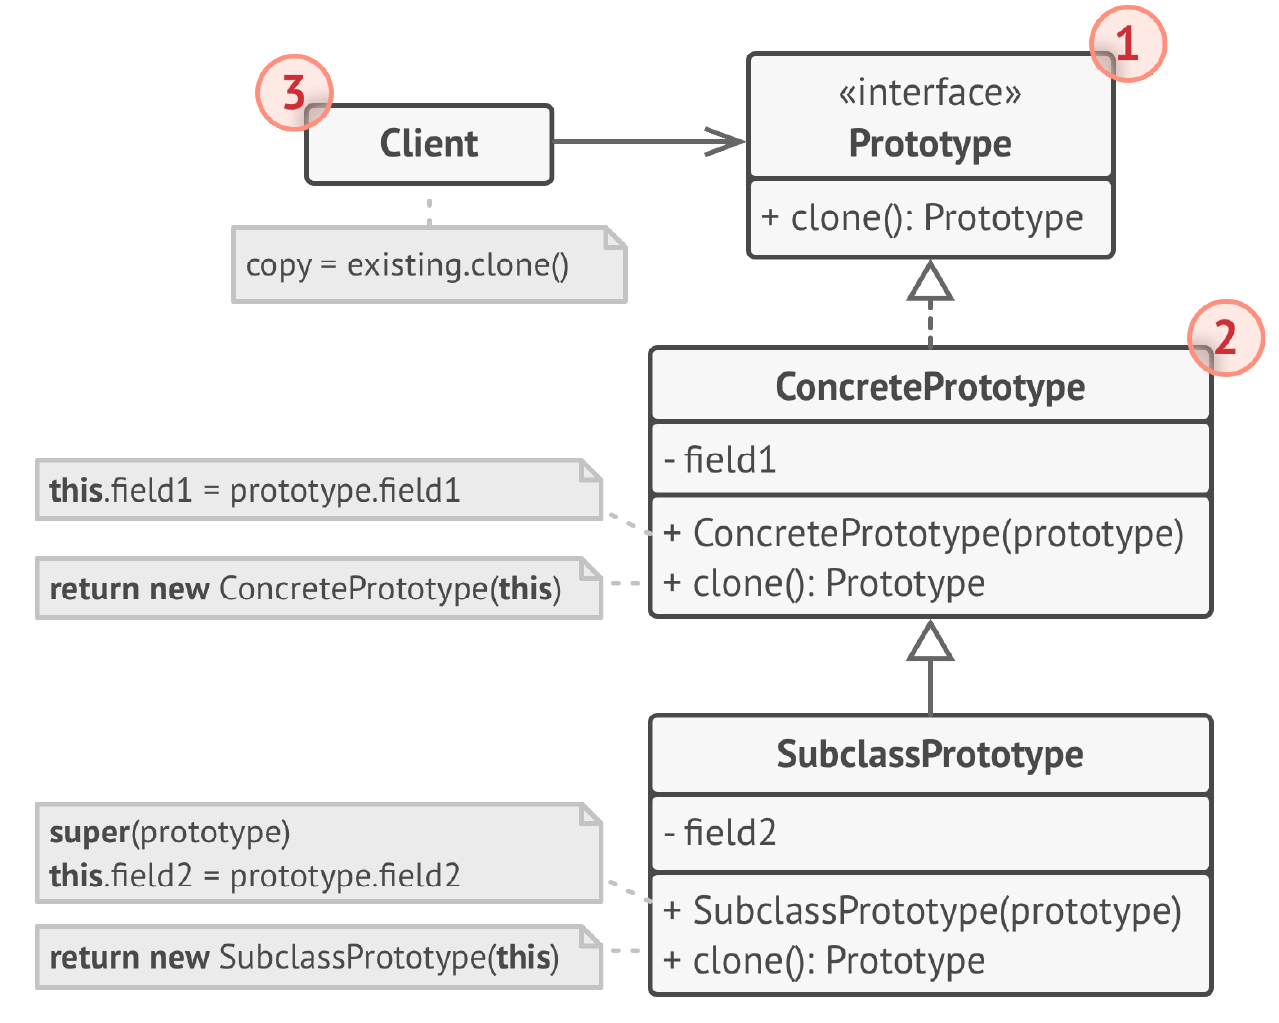 1
«interface»
Prototype
+ clone(): Prototype
3
Client
copy = existing.clone()
2
ConcretePrototype
- field1
+ ConcretePrototype(prototype)
+ clone(): Prototype
this.field1 = prototype.field1
return new ConcretePrototype(this)
SubclassPrototype
- field2
+ SubclassPrototype(prototype)
+ clone(): Prototype
super(prototype)
this.field2 = prototype.field2
return new SubclassPrototype(this)